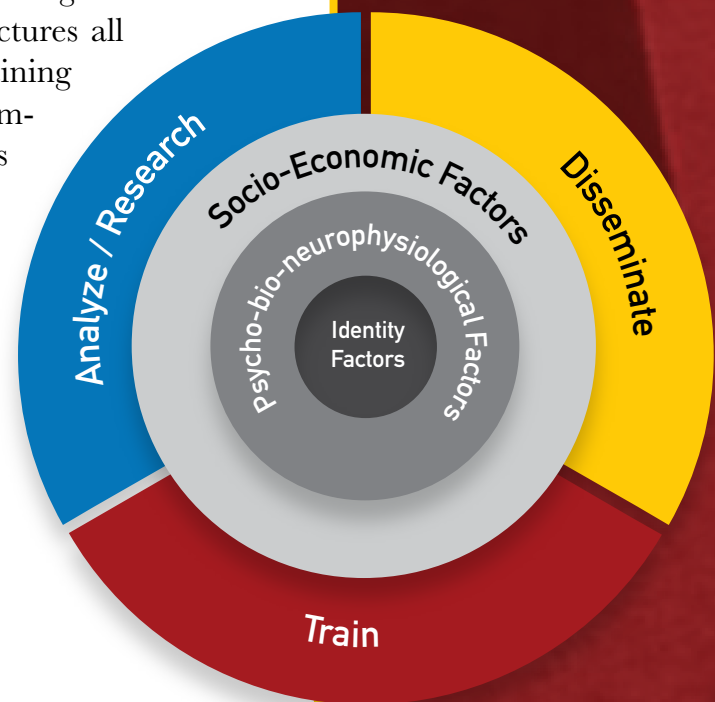 ctures all
ining
m-
s
Analyze / Research
Disseminate
Socio-Economic Factors
Psycho-bio-neurophysiological Factors
Identity
Factors
Train